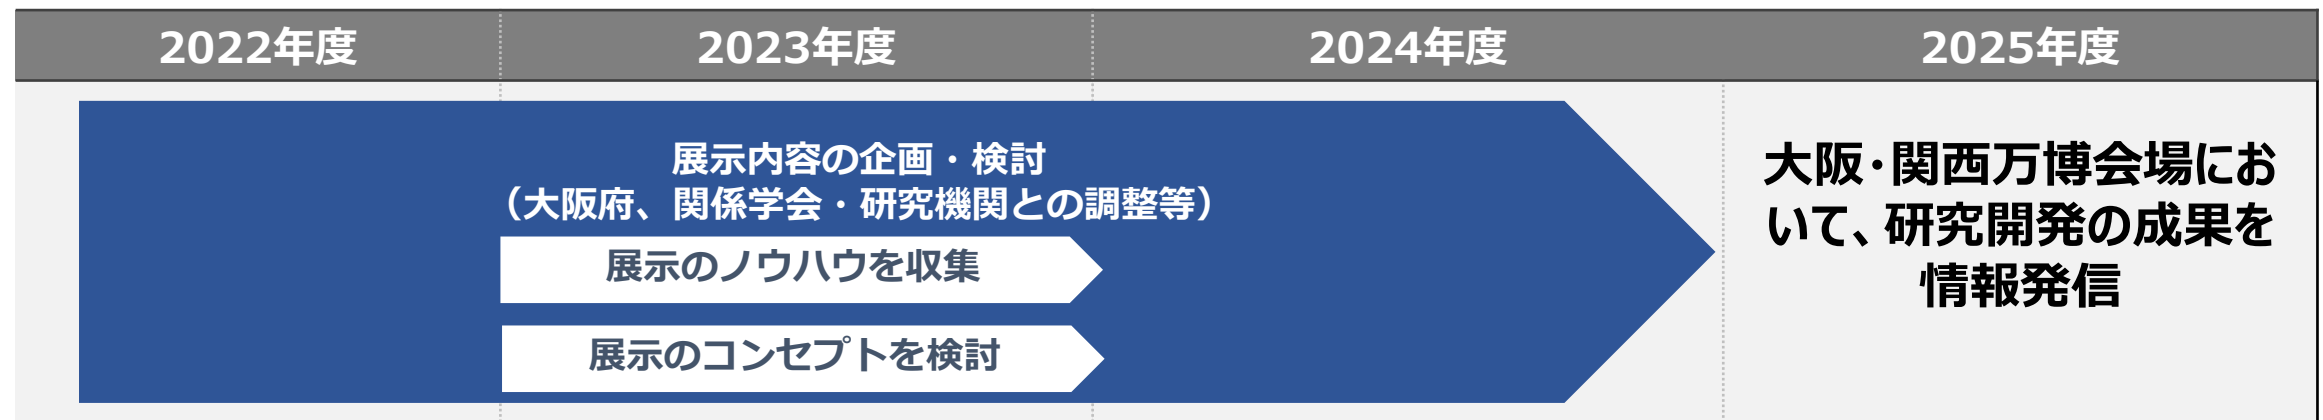 2022年度 2023年度 2024年度 2025年度
展示内容の企画・検討
（大阪府、関係学会・研究機関との調整等）
展示のノウハウを収集
展示のコンセプトを検討
大阪・関西万博会場にお
いて、研究開発の成果を
情報発信